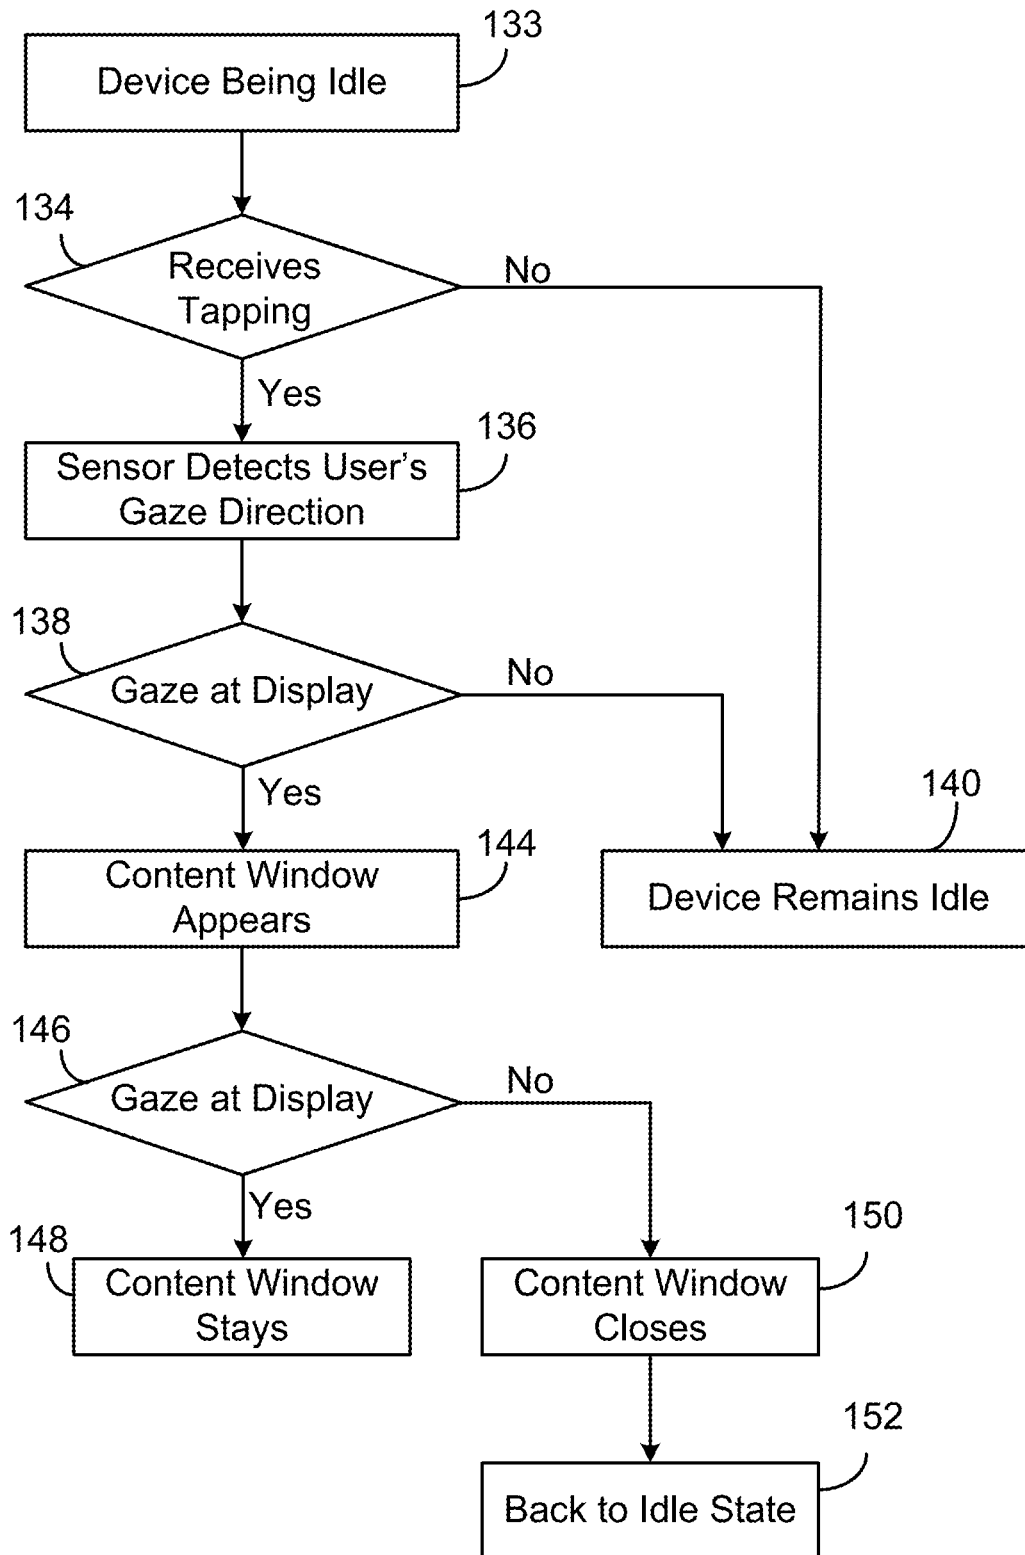 133
Device Being Idle
134
Receives
Tapping
No
Yes
136
Sensor Detects User's
Gaze Direction
138
Gaze at Display
No
Yes
140
144
Content Window
Appears
Device Remains Idle
146
Gaze at Display
No
Yes
148
Content Window
Stays
150
Content Window
Closes
152
Back to Idle State